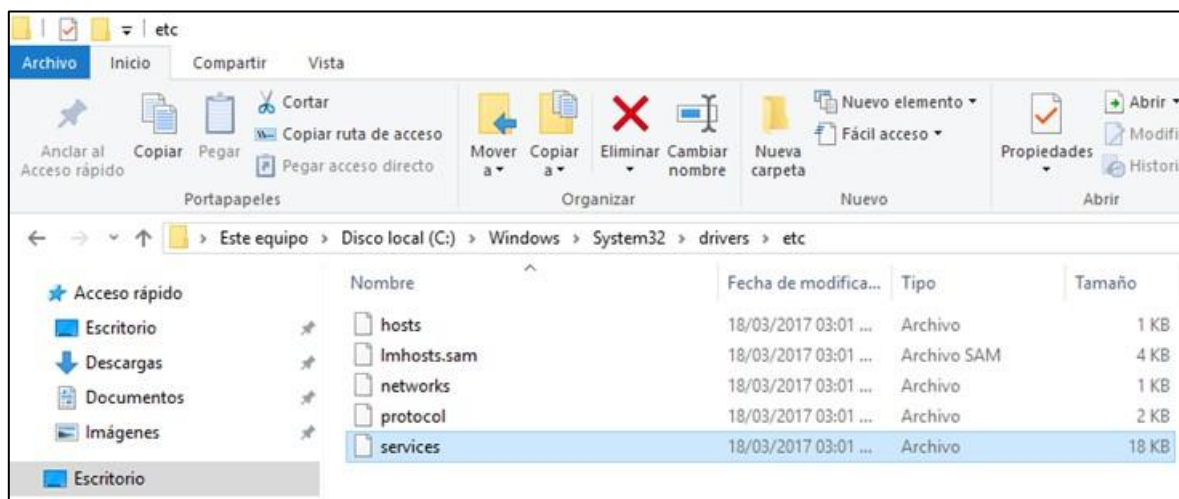 etc
Archivo Inicio Compartir Vista
Anclar al Acceso rápido
Copiar
Pegar
Cortar
Copiar ruta de acceso
Pegar acceso directo
Portapapeles
Mover a
Copiar a
Eliminar
Cambiar nombre
Organizar
Nueva carpeta
Nuevo elemento
Fácil acceso
Nuevo
Propiedades
Abrir
Modifi
Histori
Abrir
Este equipo > Disco local (C:) > Windows > System32 > drivers > etc
Acceso rápido
Escritorio
Descargas
Documentos
Imágenes
Escritorio
Nombre Fecha de modifica... Tipo Tamaño
hosts 18/03/2017 03:01 ... Archivo 1 KB
lmhosts.sam 18/03/2017 03:01 ... Archivo SAM 4 KB
networks 18/03/2017 03:01 ... Archivo 1 KB
protocol 18/03/2017 03:01 ... Archivo 2 KB
services 18/03/2017 03:01 ... Archivo 18 KB